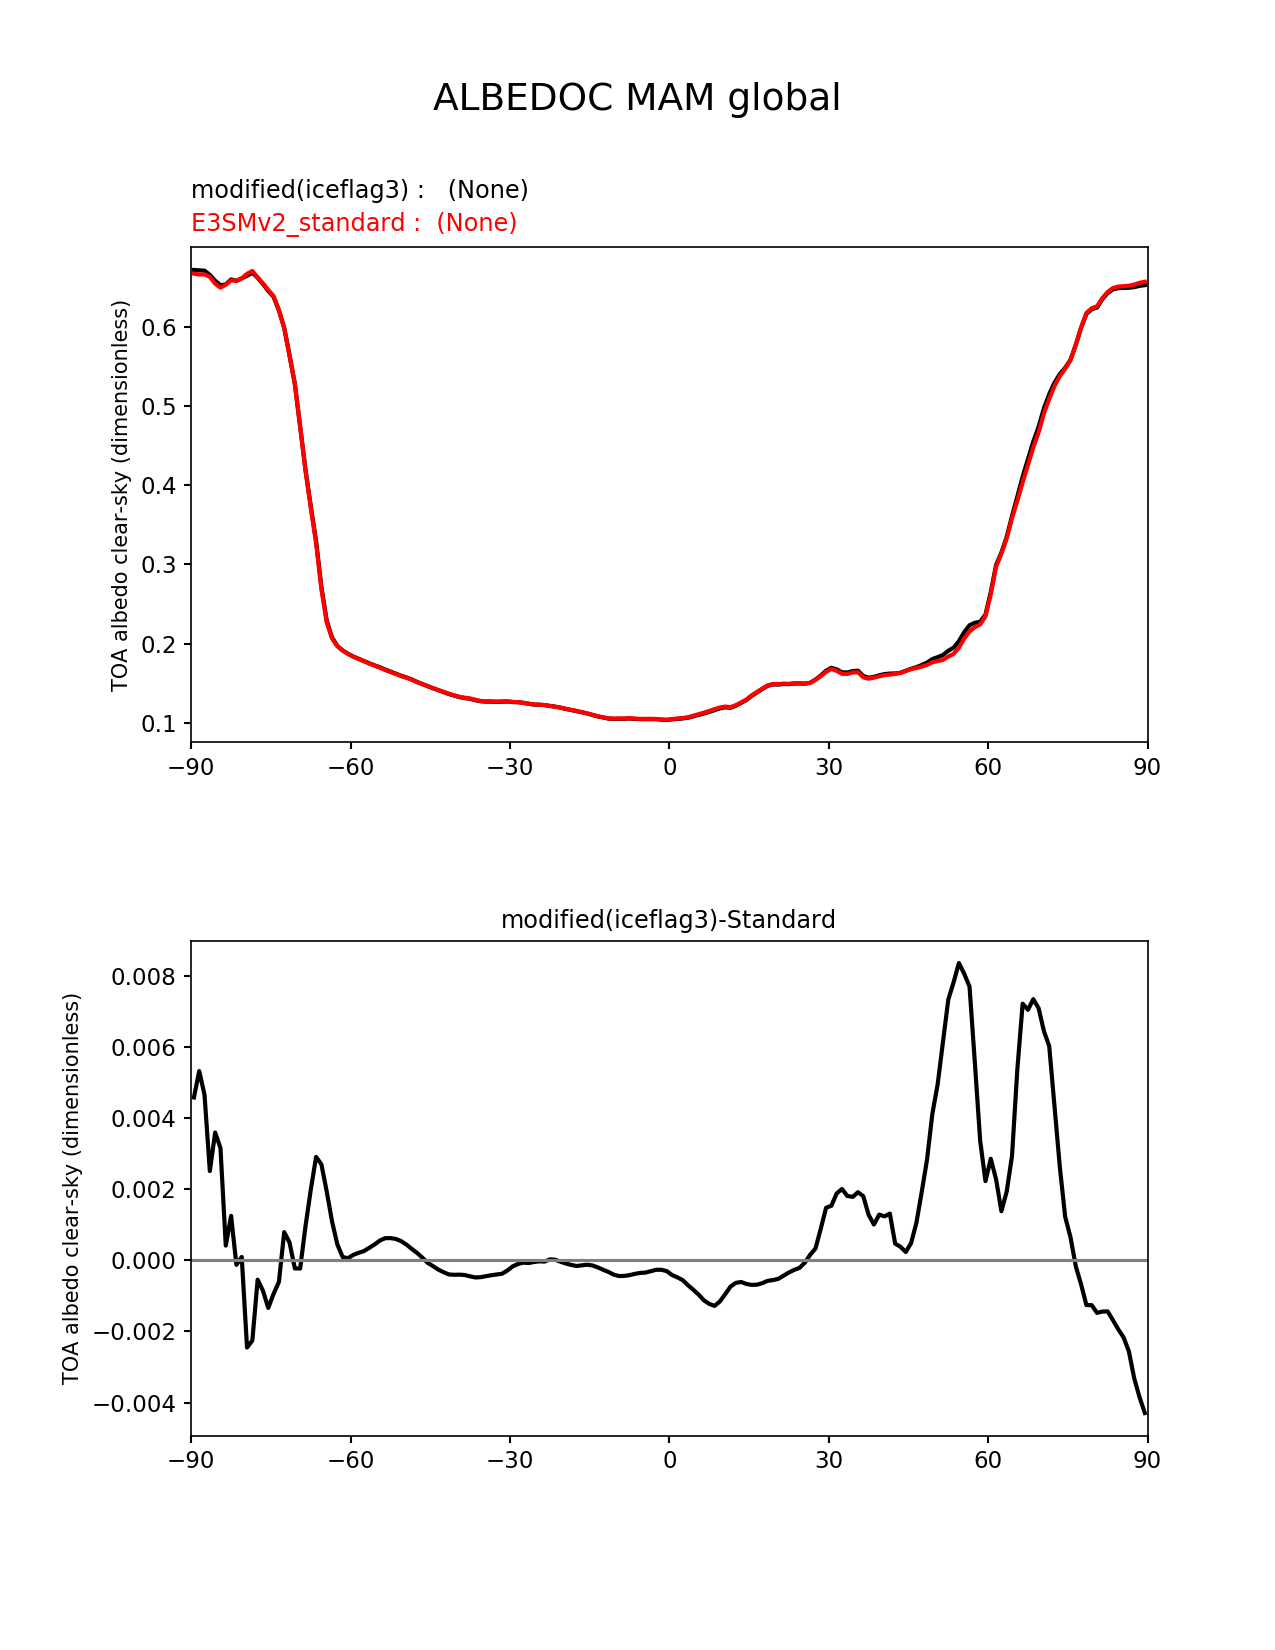 ALBEDOC MAM global
modified(iceflag3) :   (None)
E3SMv2_standard :  (None)
TOA albedo clear-sky (dimensionless)
0.6
0.5
0.4
0.3
0.2
0.1
−90 −60 −30 0 30 60 90
modified(iceflag3)-Standard
TOA albedo clear-sky (dimensionless)
0.008
0.006
0.004
0.002
0.000
−0.002
−0.004
−90 −60 −30 0 30 60 90